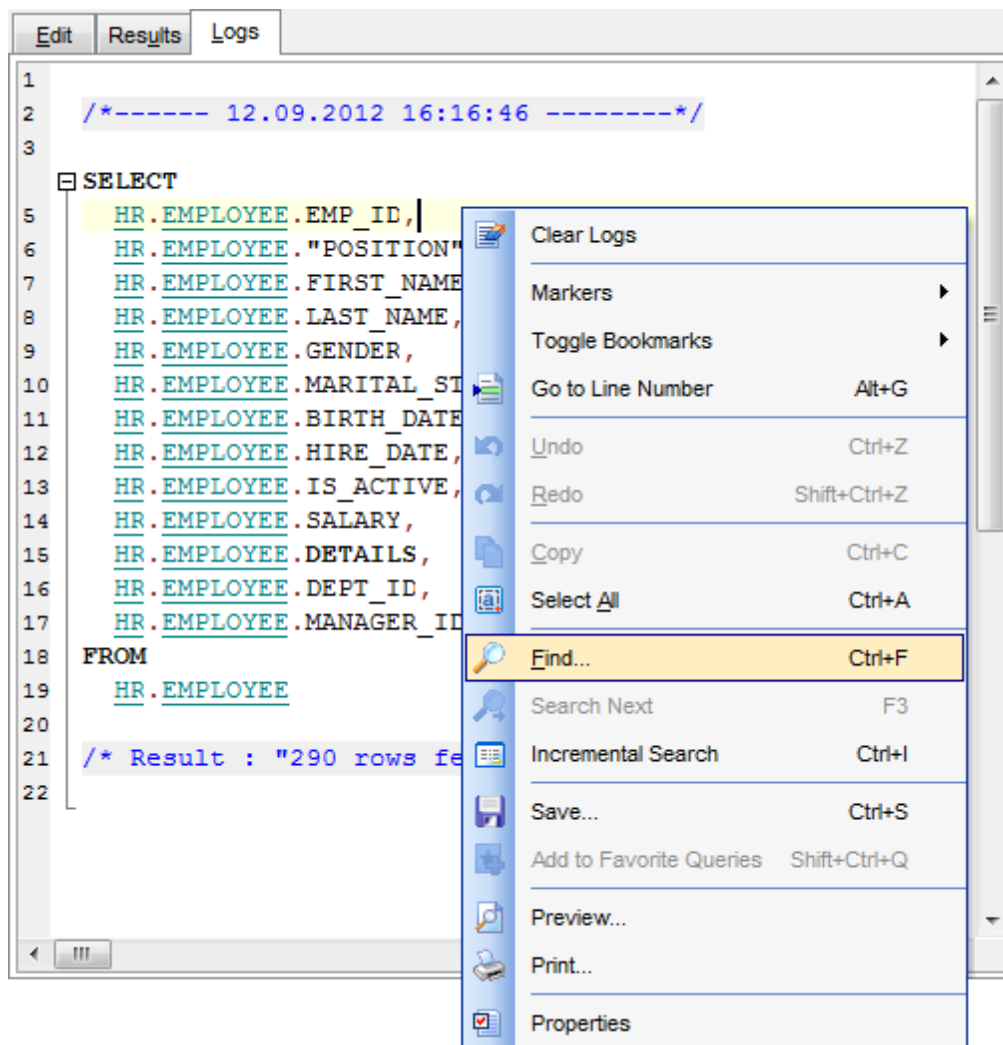 Edit Results Logs
1
2 /*------ 12.09.2012 16:16:46 --------*/
3
SELECT
5 HR.EMPLOYEE.EMP_ID,
6 HR.EMPLOYEE."POSITION"
7 HR.EMPLOYEE.FIRST_NAME
8 HR.EMPLOYEE.LAST_NAME,
9 HR.EMPLOYEE.GENDER,
10 HR.EMPLOYEE.MARITAL_ST
11 HR.EMPLOYEE.BIRTH_DATE
12 HR.EMPLOYEE.HIRE_DATE,
13 HR.EMPLOYEE.IS_ACTIVE,
14 HR.EMPLOYEE.SALARY,
15 HR.EMPLOYEE.DETAILS,
16 HR.EMPLOYEE.DEPT_ID,
17 HR.EMPLOYEE.MANAGER_ID
18 FROM
19 HR.EMPLOYEE
20
21 /* Result : "290 rows fe
22
Clear Logs
Markers
Toggle Bookmarks
Go to Line Number Alt+G
Undo Ctrl+Z
Redo Shift+Ctrl+Z
Copy Ctrl+C
Select All Ctrl+A
Find... Ctrl+F
Search Next F3
Incremental Search Ctrl+I
Save... Ctrl+S
Add to Favorite Queries Shift+Ctrl+Q
Preview...
Print...
Properties